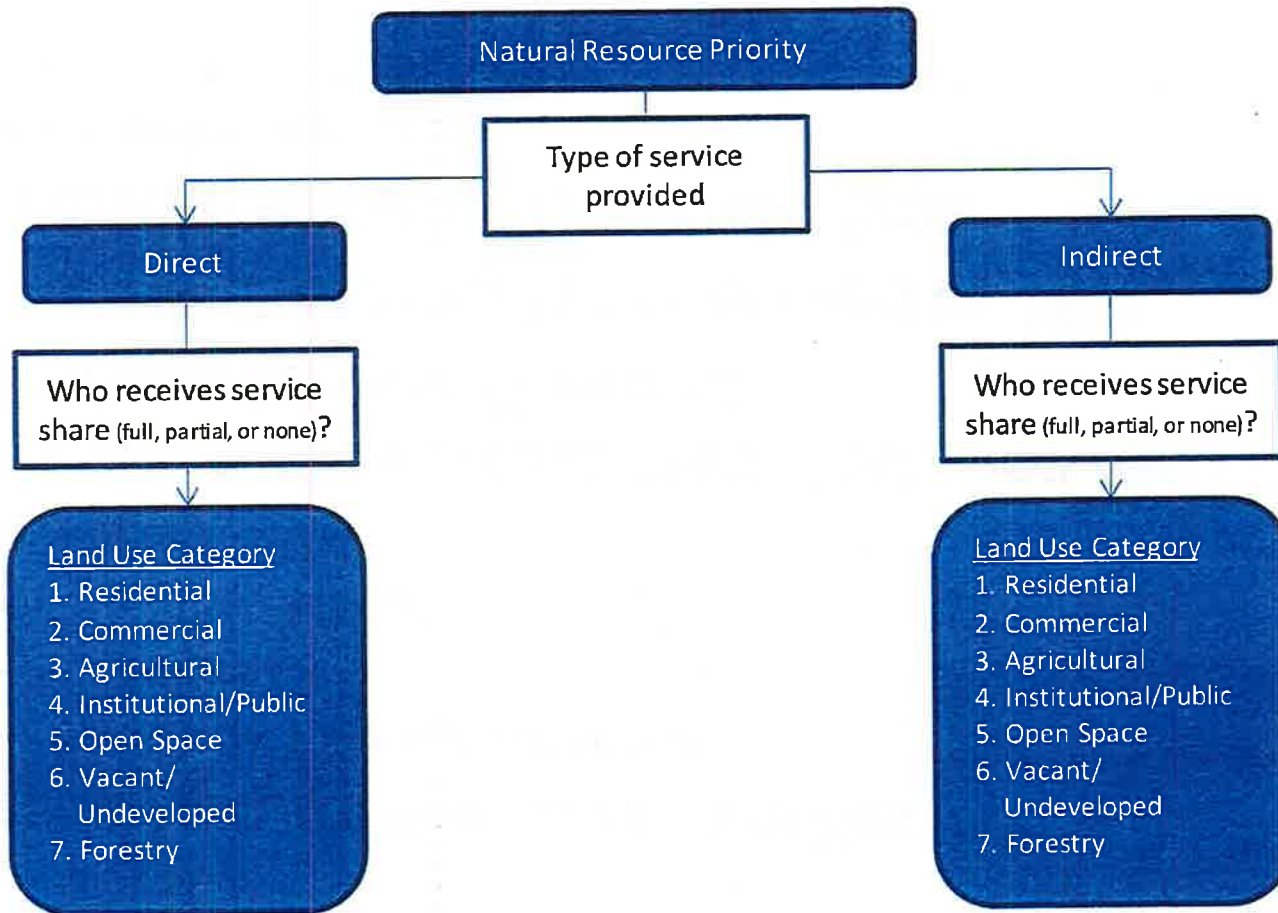 Natural Resource Priority
Type of service
provided
Direct
Indirect
Who receives service
share (full, partial, or none)?
Who receives service
share (full, partial, or none)?
Land Use Category
1. Residential
2. Commercial
3. Agricultural
4. Institutional/Public
5. Open Space
6. Vacant/
Undeveloped
7. Forestry
Land Use Category
1. Residential
2. Commercial
3. Agricultural
4. Institutional/Public
5. Open Space
6. Vacant/
Undeveloped
7. Forestry